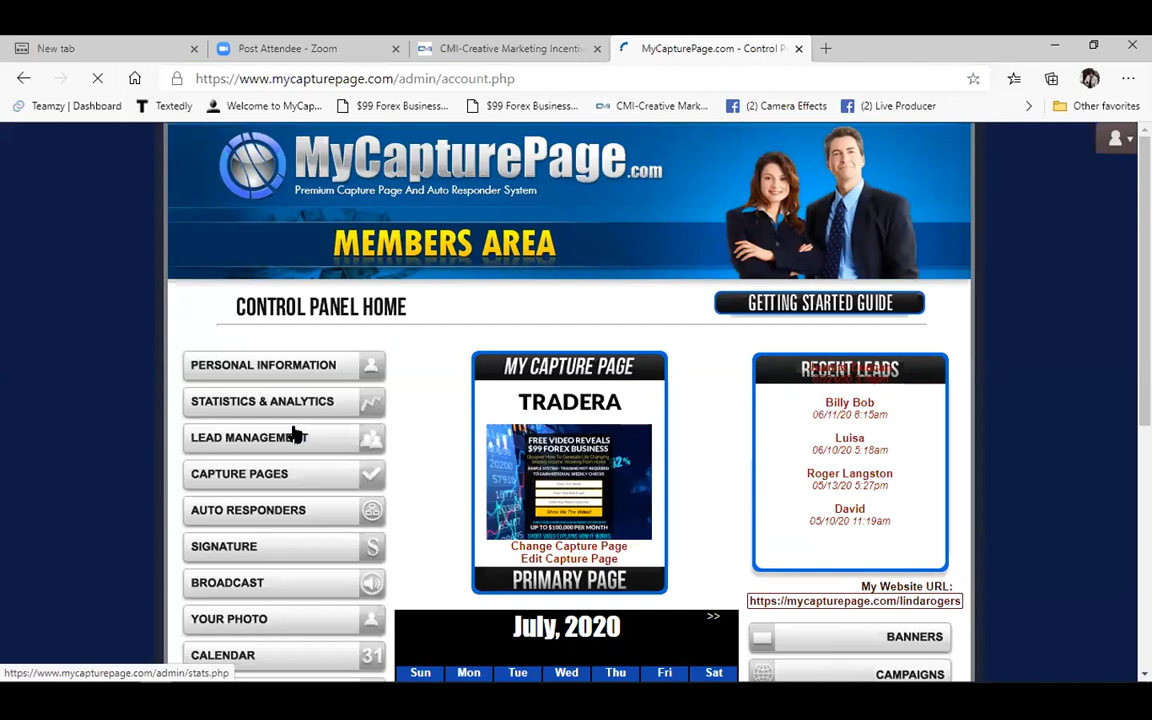 New tab
Post Attendee - Zoom
CMI-Creative Marketing Incentiv
MyCapturePage.com - Control P
https://www.mycapturepage.com/admin/account.php
Teamzy | Dashboard
Textedly
Welcome to MyCap...
$99 Forex Business...
$99 Forex Business...
CMI-Creative Mark...
(2) Camera Effects
(2) Live Producer
Other favorites
MyCapturePage.com
Premium Capture Page And Auto Responder System
MEMBERS AREA
CONTROL PANEL HOME
GETTING STARTED GUIDE
PERSONAL INFORMATION
STATISTICS & ANALYTICS
LEAD MANAGEMENT
CAPTURE PAGES
AUTO RESPONDERS
SIGNATURE
S
BROADCAST
YOUR PHOTO
CALENDAR
31
MY CAPTURE PAGE
TRADERA
FREE VIDEO REVEALS
$99 FOREX BUSINESS
Show Me The Video!
UP TO $100,000 PER MONTH
Change Capture Page
Edit Capture Page
PRIMARY PAGE
July, 2020
>>
Sun Mon Tue Wed Thu Fri Sat
RECENT LEADS
Billy Bob
06/11/20 8:15am
Luisa
06/10/20 5:18am
Roger Langston
05/13/20 5:27pm
David
05/10/20 11:19am
My Website URL:
https://mycapturepage.com/lindarogers
BANNERS
CAMPAIGNS
https://www.mycapturepage.com/admin/stats.php